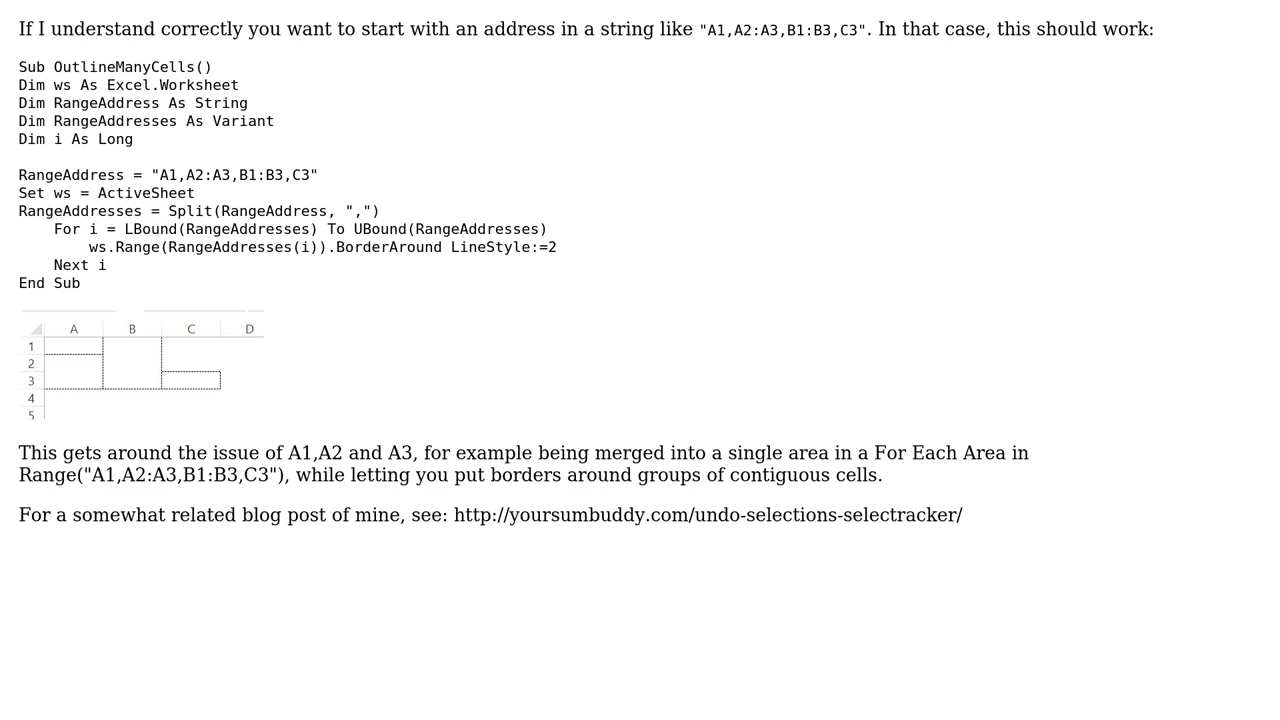 If I understand correctly you want to start with an address in a string like "A1,A2:A3,B1:B3,C3". In that case, this should work:
Sub OutlineManyCells()
Dim ws As Excel.Worksheet
Dim RangeAddress As String
Dim RangeAddresses As Variant
Dim i As Long
RangeAddress = "A1,A2:A3,B1:B3,C3"
Set ws = ActiveSheet
RangeAddresses = Split(RangeAddress, ",")
    For i = LBound(RangeAddresses) To UBound(RangeAddresses)
        ws.Range(RangeAddresses(i)).BorderAround LineStyle:=2
    Next i
End Sub
A B C D
1
2
3
4
5
This gets around the issue of A1,A2 and A3, for example being merged into a single area in a For Each Area in
Range("A1,A2:A3,B1:B3,C3"), while letting you put borders around groups of contiguous cells.
For a somewhat related blog post of mine, see: http://yoursumbuddy.com/undo-selections-selectracker/